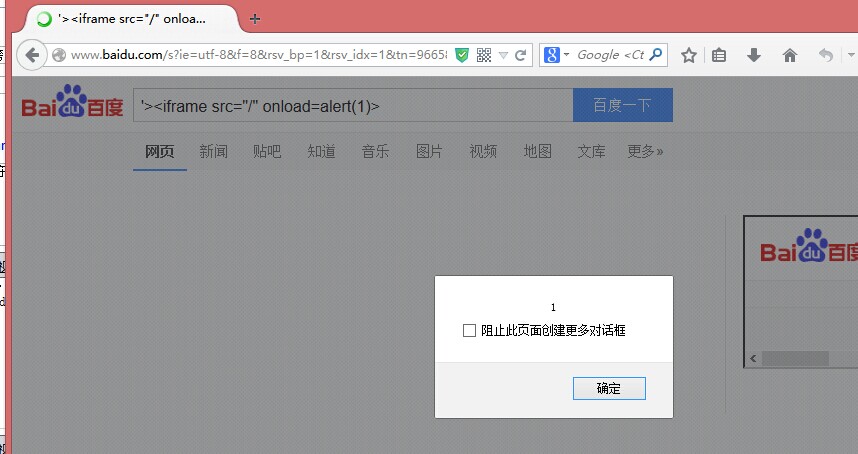 '><iframe src="/" onloa...
www.baidu.com/s?ie=utf-8&f=8&rsv_bp=1&rsv_idx=1&tn=9665
Google <Ct
Bai du 百度
'><iframe src="/" onload=alert(1)>
百度一下
网页 新闻 贴吧 知道 音乐 图片 视频 地图 文库 更多»
Bai du 百度
1
阻止此页面创建更多对话框
确定